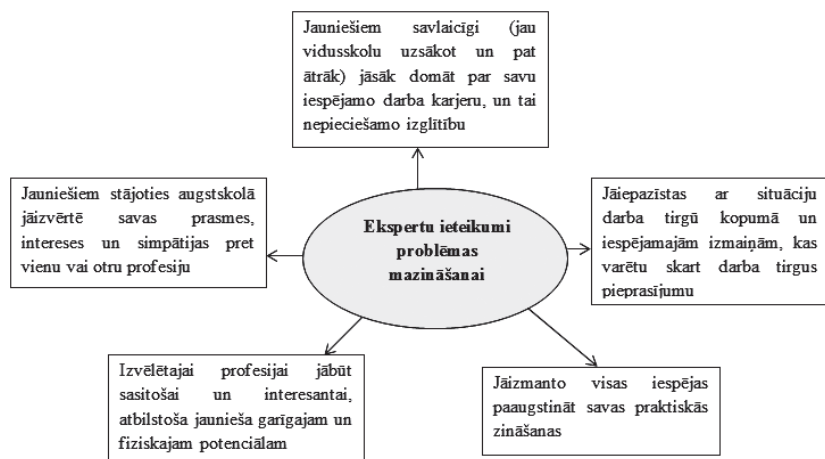 Jauniešiem savlaicīgi (jau
vidusskolu uzsākot un pat
ātrāk) jāsāk domāt par savu
iespējamo darba karjeru, un tai
nepieciešamo izglītību
Jauniešiem stājoties augstskolā
jāizvērtē savas prasmes,
intereses un simpātijas pret
vienu vai otru profesiju
Ekspertu ieteikumi
problēmas
mazināšanai
Jāiepazīstas ar situāciju
darba tirgū kopumā un
iespējamajām izmaiņām, kas
varētu skart darba tirgus
pieprasījumu
Izvēlētajai profesijai jābūt
sasitošai un interesantai,
atbilstoša jaunieša garīgajam un
fiziskajam potenciālam
Jāizmanto visas iespējas
paaugstināt savas praktiskās
zināšanas